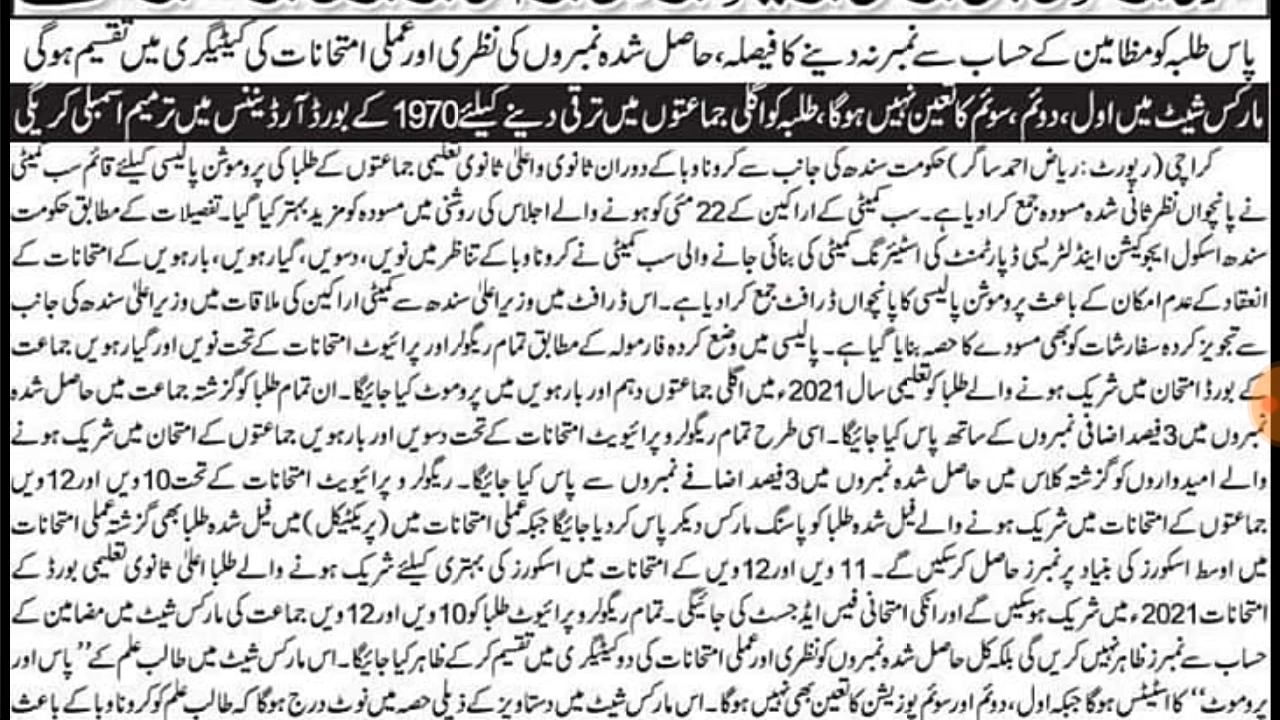 پاس طلبہ کو مظامین کے حساب سے نمبر نہ دینے کا فیصلہ، حاصل شدہ نمبروں کی نظری اور عملی امتحانات کی کیٹیگری میں تقسیم ہوگی
مارکس شیٹ میں اول، دوئم، سوئم کا تعین نہیں ہوگا، طلبہ کو اگلی جماعتوں میں ترقی دینے کیلئے 1970 کے بورڈ آرڈیننس میں ترمیم اسمبلی کریگی
کراچی (رپورٹ: ریاض احمد ساگر) حکومت سندھ کی جانب سے کرونا وبا کے دوران ثانوی و اعلیٰ ثانوی تعلیمی جماعتوں کے طلبا کی پروموشن پالیسی کیلئے قائم سب کمیٹی
نے پانچواں نظر ثانی شدہ مسودہ جمع کرادیا ہے۔ سب کمیٹی کے اراکین کے 22 مئی کو ہونے والے اجلاس کی روشنی میں مسودہ کو مزید بہتر کیا گیا۔ تفصیلات کے مطابق حکومت
سندھ اسکول ایجوکیشن اینڈ لٹریسی ڈپارٹمنٹ کی اسٹیئرنگ کمیٹی کی بنائی جانے والی سب کمیٹی نے کرونا وبا کے تناظر میں نویں، دسویں، گیارہویں، بارہویں کے امتحانات کے
انعقاد کے عدم امکان کے باعث پروموشن پالیسی کا پانچواں ڈرافٹ جمع کرادیا ہے۔ اس ڈرافٹ میں وزیر اعلیٰ سندھ سے کمیٹی اراکین کی ملاقات میں وزیر اعلیٰ سندھ کی جانب
سے تجویز کردہ سفارشات کو بھی مسودے کا حصہ بنایا گیا ہے۔ پالیسی میں وضع کردہ فارمولہ کے مطابق تمام ریگولر اور پرائیوٹ امتحانات کے تحت نویں اور گیارہویں جماعت
کے بورڈ امتحان میں شریک ہونے والے طلبا کو تعلیمی سال 2021ء میں اگلی جماعتوں دہم اور بارہویں میں پروموٹ کیا جائیگا۔ ان تمام طلبا کو گزشتہ جماعت میں حاصل شدہ
نمبروں میں 3 فیصد اضافی نمبروں کے ساتھ پاس کیا جائیگا۔ اسی طرح تمام ریگولر و پرائیویٹ امتحانات کے تحت دسویں اور بارہویں جماعتوں کے امتحان میں شریک ہونے
والے امیدواروں کو گزشتہ کلاس میں حاصل شدہ نمبروں میں 3 فیصد اضافے نمبروں سے پاس کیا جائیگا۔ ریگولر و پرائیویٹ امتحانات کے تحت 10 ویں اور 12 ویں
جماعتوں کے امتحانات میں شریک ہونے والے فیل شدہ طلبا کو پاسنگ مارکس دیکر پاس کردیا جائیگا جبکہ عملی امتحانات میں (پریکٹیکل) میں فیل شدہ طلبا بھی گزشتہ عملی امتحانات
میں اوسط اسکورز کی بنیاد پر نمبرز حاصل کرسکیں گے۔ 11 ویں اور 12 ویں کے امتحانات میں اسکورز کی بہتری کیلئے شریک ہونے والے طلبا اعلیٰ ثانوی تعلیمی بورڈ کے
امتحانات 2021ء میں شریک ہوسکیں گے اور انکی امتحانی فیس ایڈجسٹ کی جائیگی۔ تمام ریگولر و پرائیوٹ طلبا کو 10 ویں اور 12 ویں جماعت کی مارکس شیٹ میں مضامین کے
حساب سے نمبرز ظاہر نہیں کریں گی بلکہ کل حاصل شدہ نمبروں کو نظری اور عملی امتحانات کی دو کیٹیگری میں تقسیم کر کے ظاہر کیا جائیگا۔ اس مارکس شیٹ میں طالب علم کے ”پاس اور
پروموٹ“ کا اسٹیٹس ہوگا جبکہ اول، دوئم اور سوئم پوزیشن کا تعین بھی نہیں ہوگا۔ اس مارکس شیٹ میں دستاویز کے ذیلی حصہ میں نوٹ درج ہوگا کہ طالب علم کو کرونا وبا کے باعث